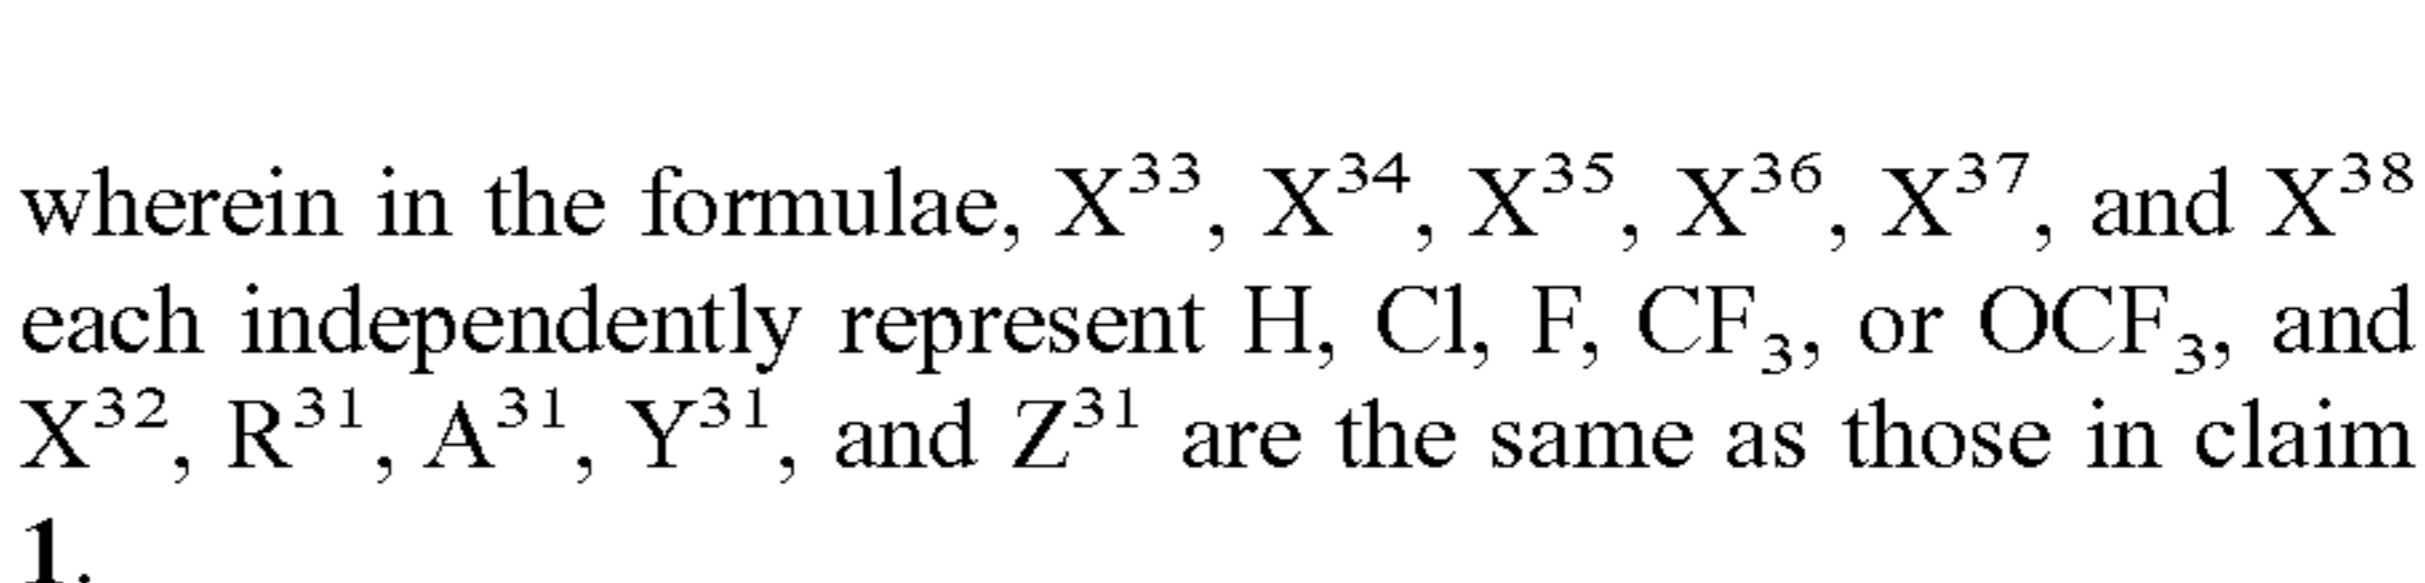 wherein in the formulae, X³³, X³⁴, X³⁵, X³⁶, X³⁷, and X³⁸
each independently represent H, Cl, F, CF₃, or OCF₃, and
X³², R³¹, A³¹, Y³¹, and Z³¹ are the same as those in claim
1.